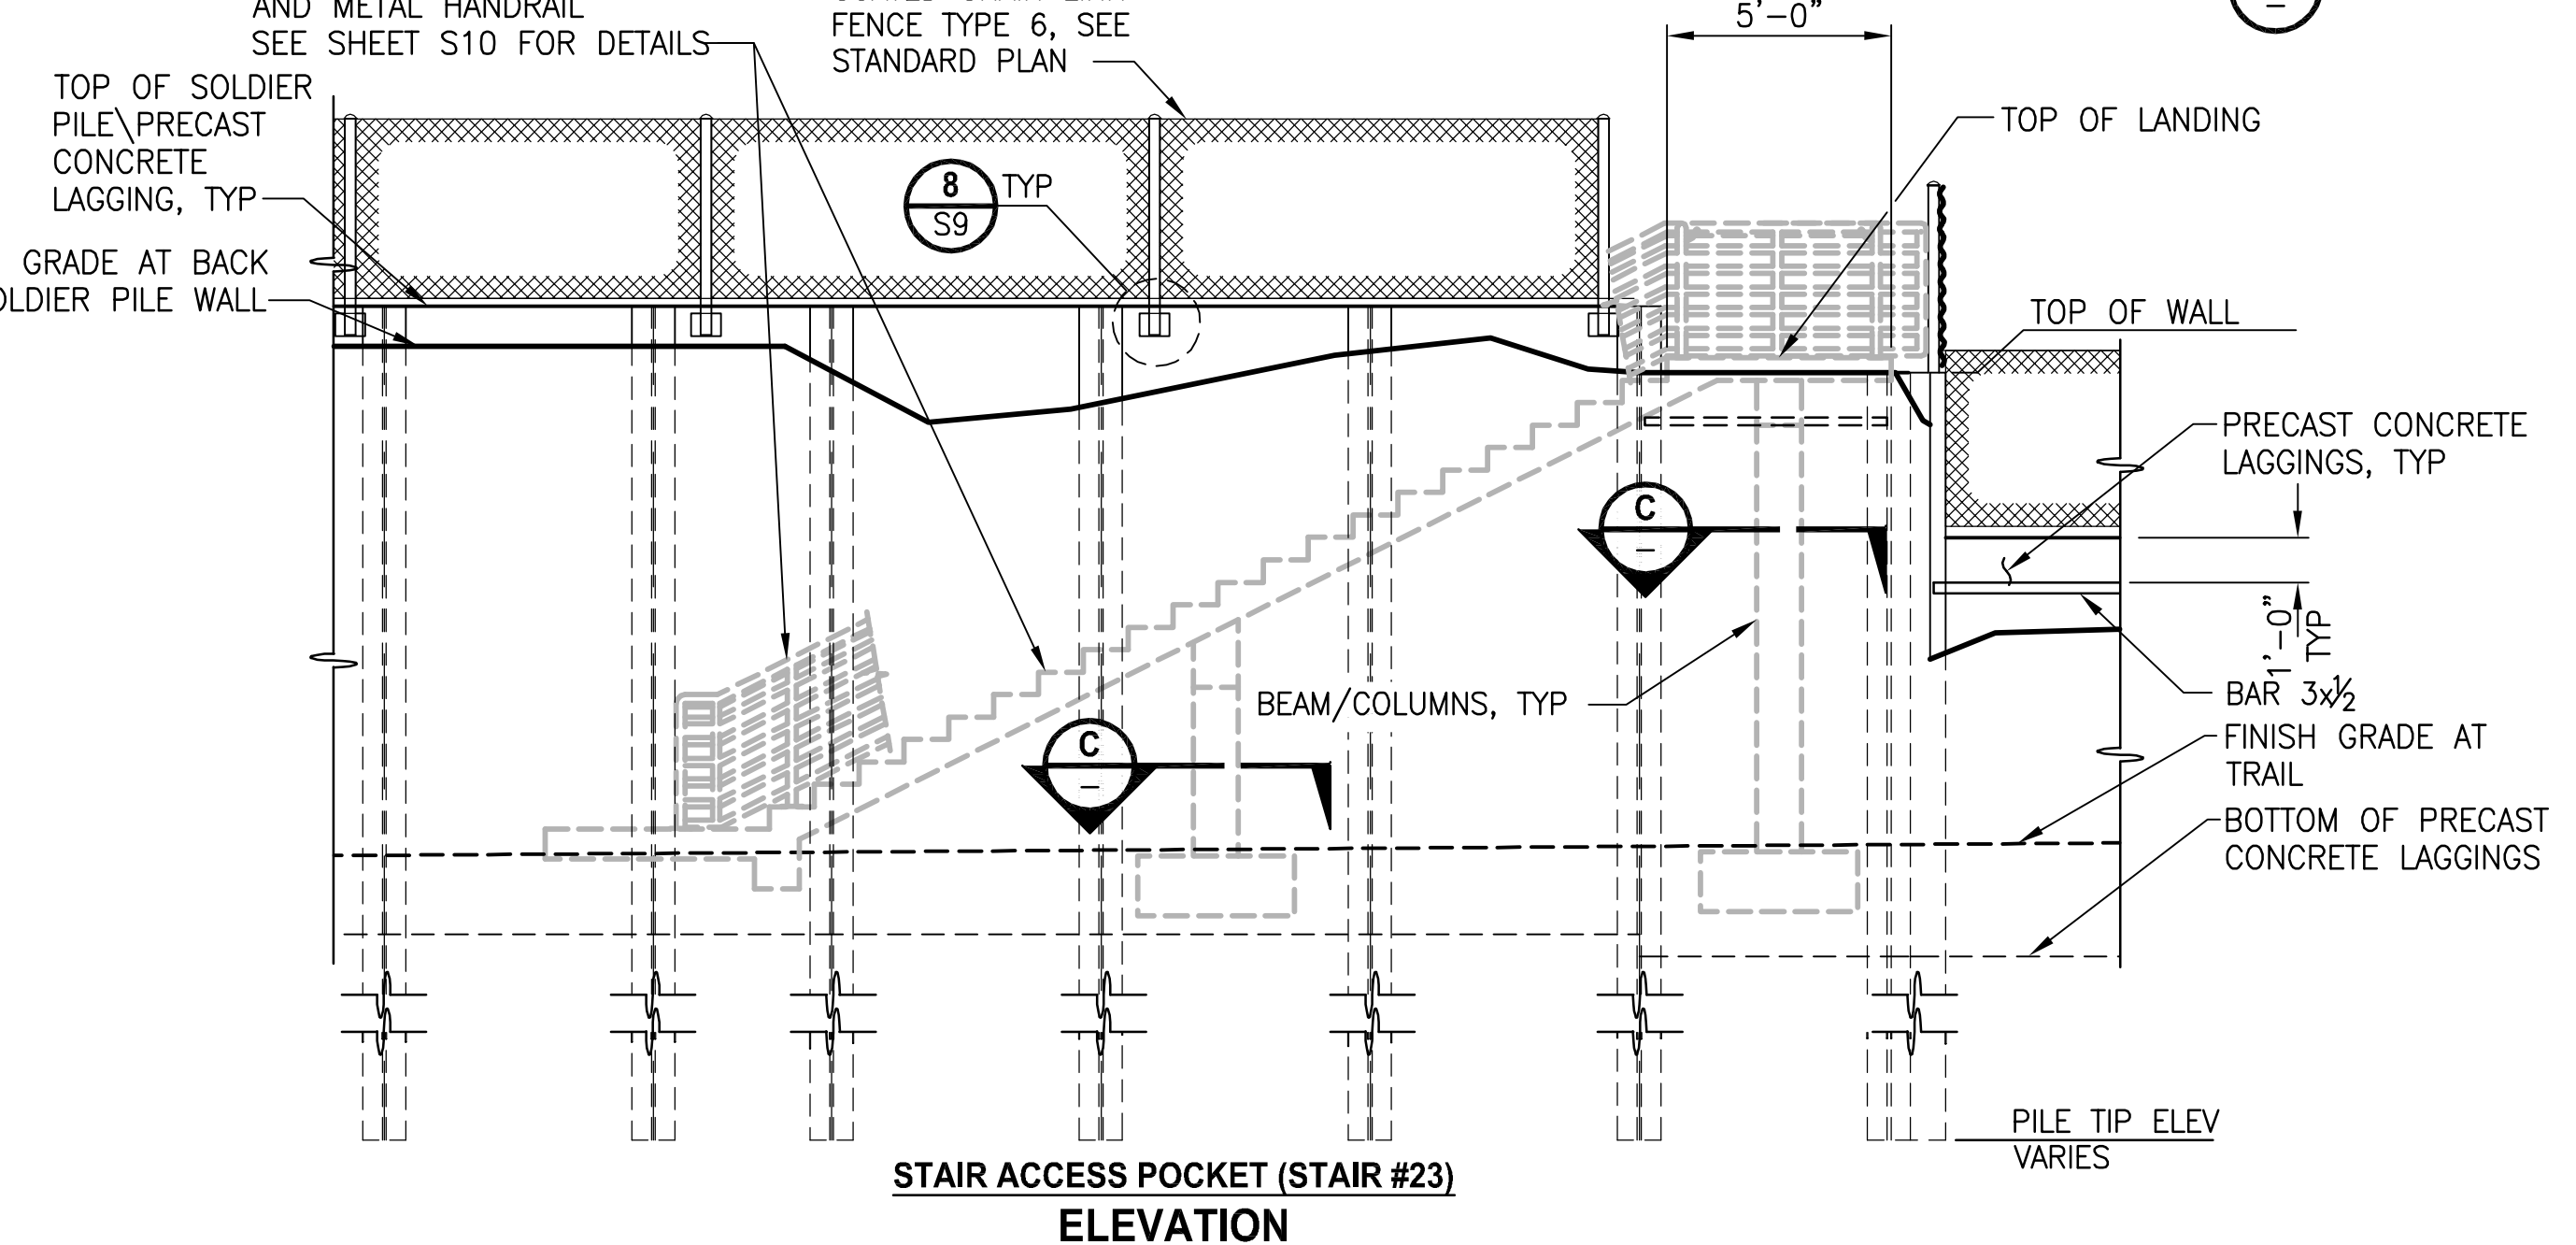 AND METAL HANDRAIL
SEE SHEET S10 FOR DETAILS
FENCE TYPE 6, SEE
STANDARD PLAN
5'-0"
–
TOP OF SOLDIER
PILE\PRECAST
CONCRETE
LAGGING, TYP
TOP OF LANDING
8
S9
TYP
GRADE AT BACK
SOLDIER PILE WALL
TOP OF WALL
PRECAST CONCRETE
LAGGINGS, TYP
C
–
1'-0"
TYP
BEAM/COLUMNS, TYP
BAR 3x½
C
–
FINISH GRADE AT
TRAIL
BOTTOM OF PRECAST
CONCRETE LAGGINGS
PILE TIP ELEV
VARIES
STAIR ACCESS POCKET (STAIR #23)
ELEVATION